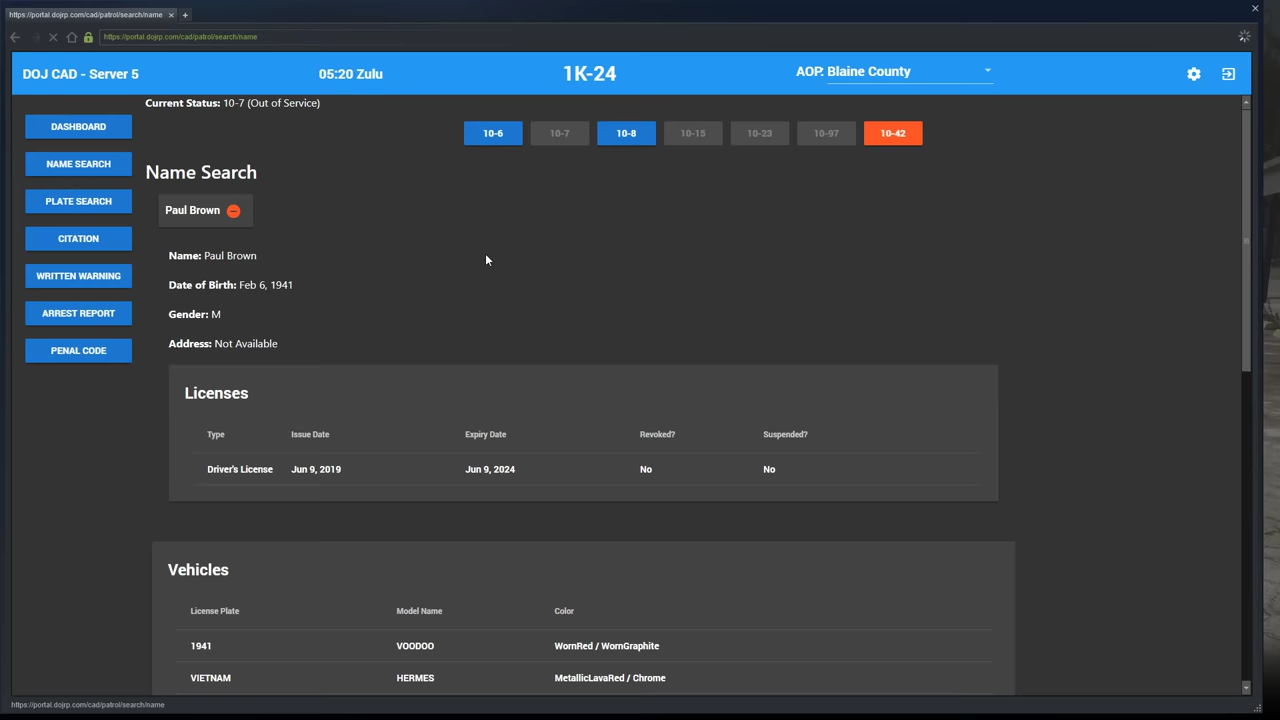 https://portal.dojrp.com/cad/patrol/search/name
https://portal.dojrp.com/cad/patrol/search/name
DOJ CAD - Server 5 05:20 Zulu 1K-24 AOP: Blaine County
Current Status: 10-7 (Out of Service)
DASHBOARD
NAME SEARCH
PLATE SEARCH
CITATION
WRITTEN WARNING
ARREST REPORT
PENAL CODE
10-6 10-7 10-8 10-15 10-23 10-97 10-42
Name Search
Paul Brown
Name: Paul Brown
Date of Birth: Feb 6, 1941
Gender: M
Address: Not Available
Licenses
Type Issue Date Expiry Date Revoked? Suspended?
Driver's License Jun 9, 2019 Jun 9, 2024 No No
Vehicles
License Plate Model Name Color
1941 VOODOO WornRed / WornGraphite
VIETNAM HERMES MetallicLavaRed / Chrome
https://portal.dojrp.com/cad/patrol/search/name